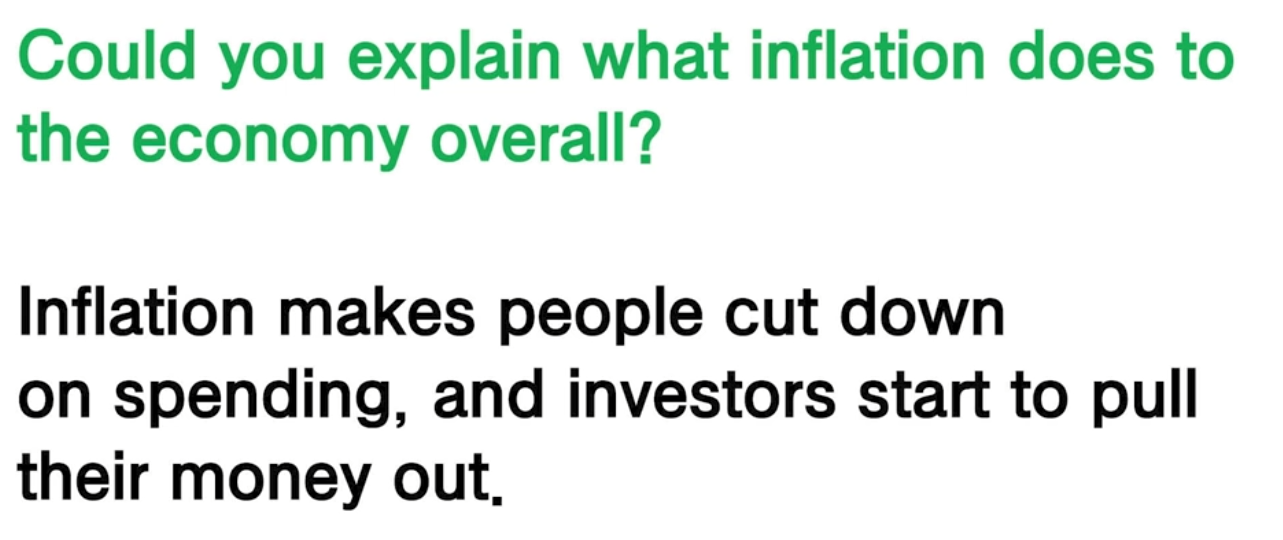 Could you explain what inflation does to
the economy overall?
Inflation makes people cut down
on spending, and investors start to pull
their money out.